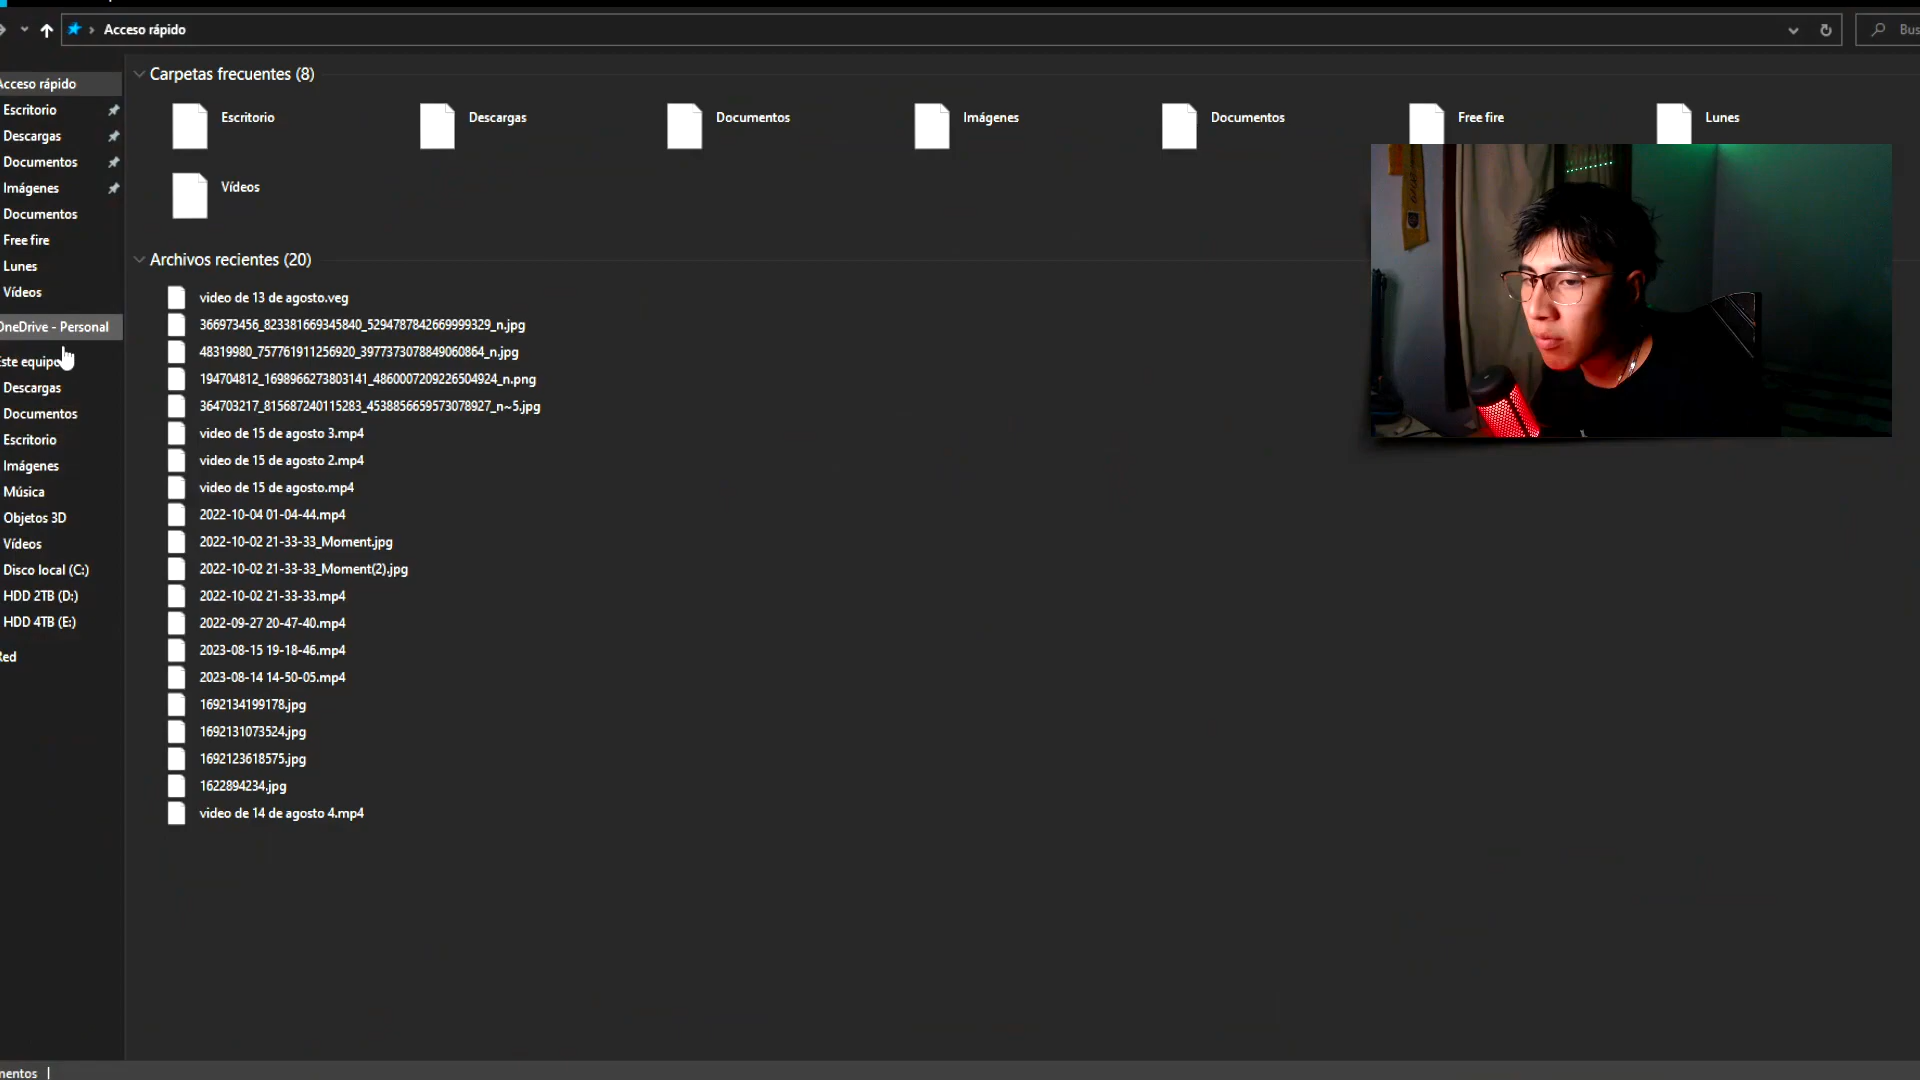 Acceso rápido
Bus
Acceso rápido
Escritorio
Descargas
Documentos
Imágenes
Documentos
Free fire
Lunes
Vídeos
OneDrive - Personal
Este equipo
Descargas
Documentos
Escritorio
Imágenes
Música
Objetos 3D
Vídeos
Disco local (C:)
HDD 2TB (D:)
HDD 4TB (E:)
Red
Carpetas frecuentes (8)
Escritorio
Descargas
Documentos
Imágenes
Documentos
Free fire
Lunes
Vídeos
Archivos recientes (20)
video de 13 de agosto.veg
366973456_823381669345840_5294787842669999329_n.jpg
48319980_757761911256920_3977373078849060864_n.jpg
194704812_1698966273803141_4860007209226504924_n.png
364703217_815687240115283_4538856659573078927_n~5.jpg
video de 15 de agosto 3.mp4
video de 15 de agosto 2.mp4
video de 15 de agosto.mp4
2022-10-04 01-04-44.mp4
2022-10-02 21-33-33_Moment.jpg
2022-10-02 21-33-33_Moment(2).jpg
2022-10-02 21-33-33.mp4
2022-09-27 20-47-40.mp4
2023-08-15 19-18-46.mp4
2023-08-14 14-50-05.mp4
1692134199178.jpg
1692131073524.jpg
1692123618575.jpg
1622894234.jpg
video de 14 de agosto 4.mp4
mentos